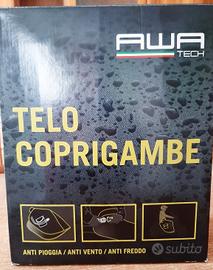 AWA
TECH
TELO
COPRIGAMBE
ANTI PIOGGIA / ANTI VENTO / ANTI FREDDO
subito